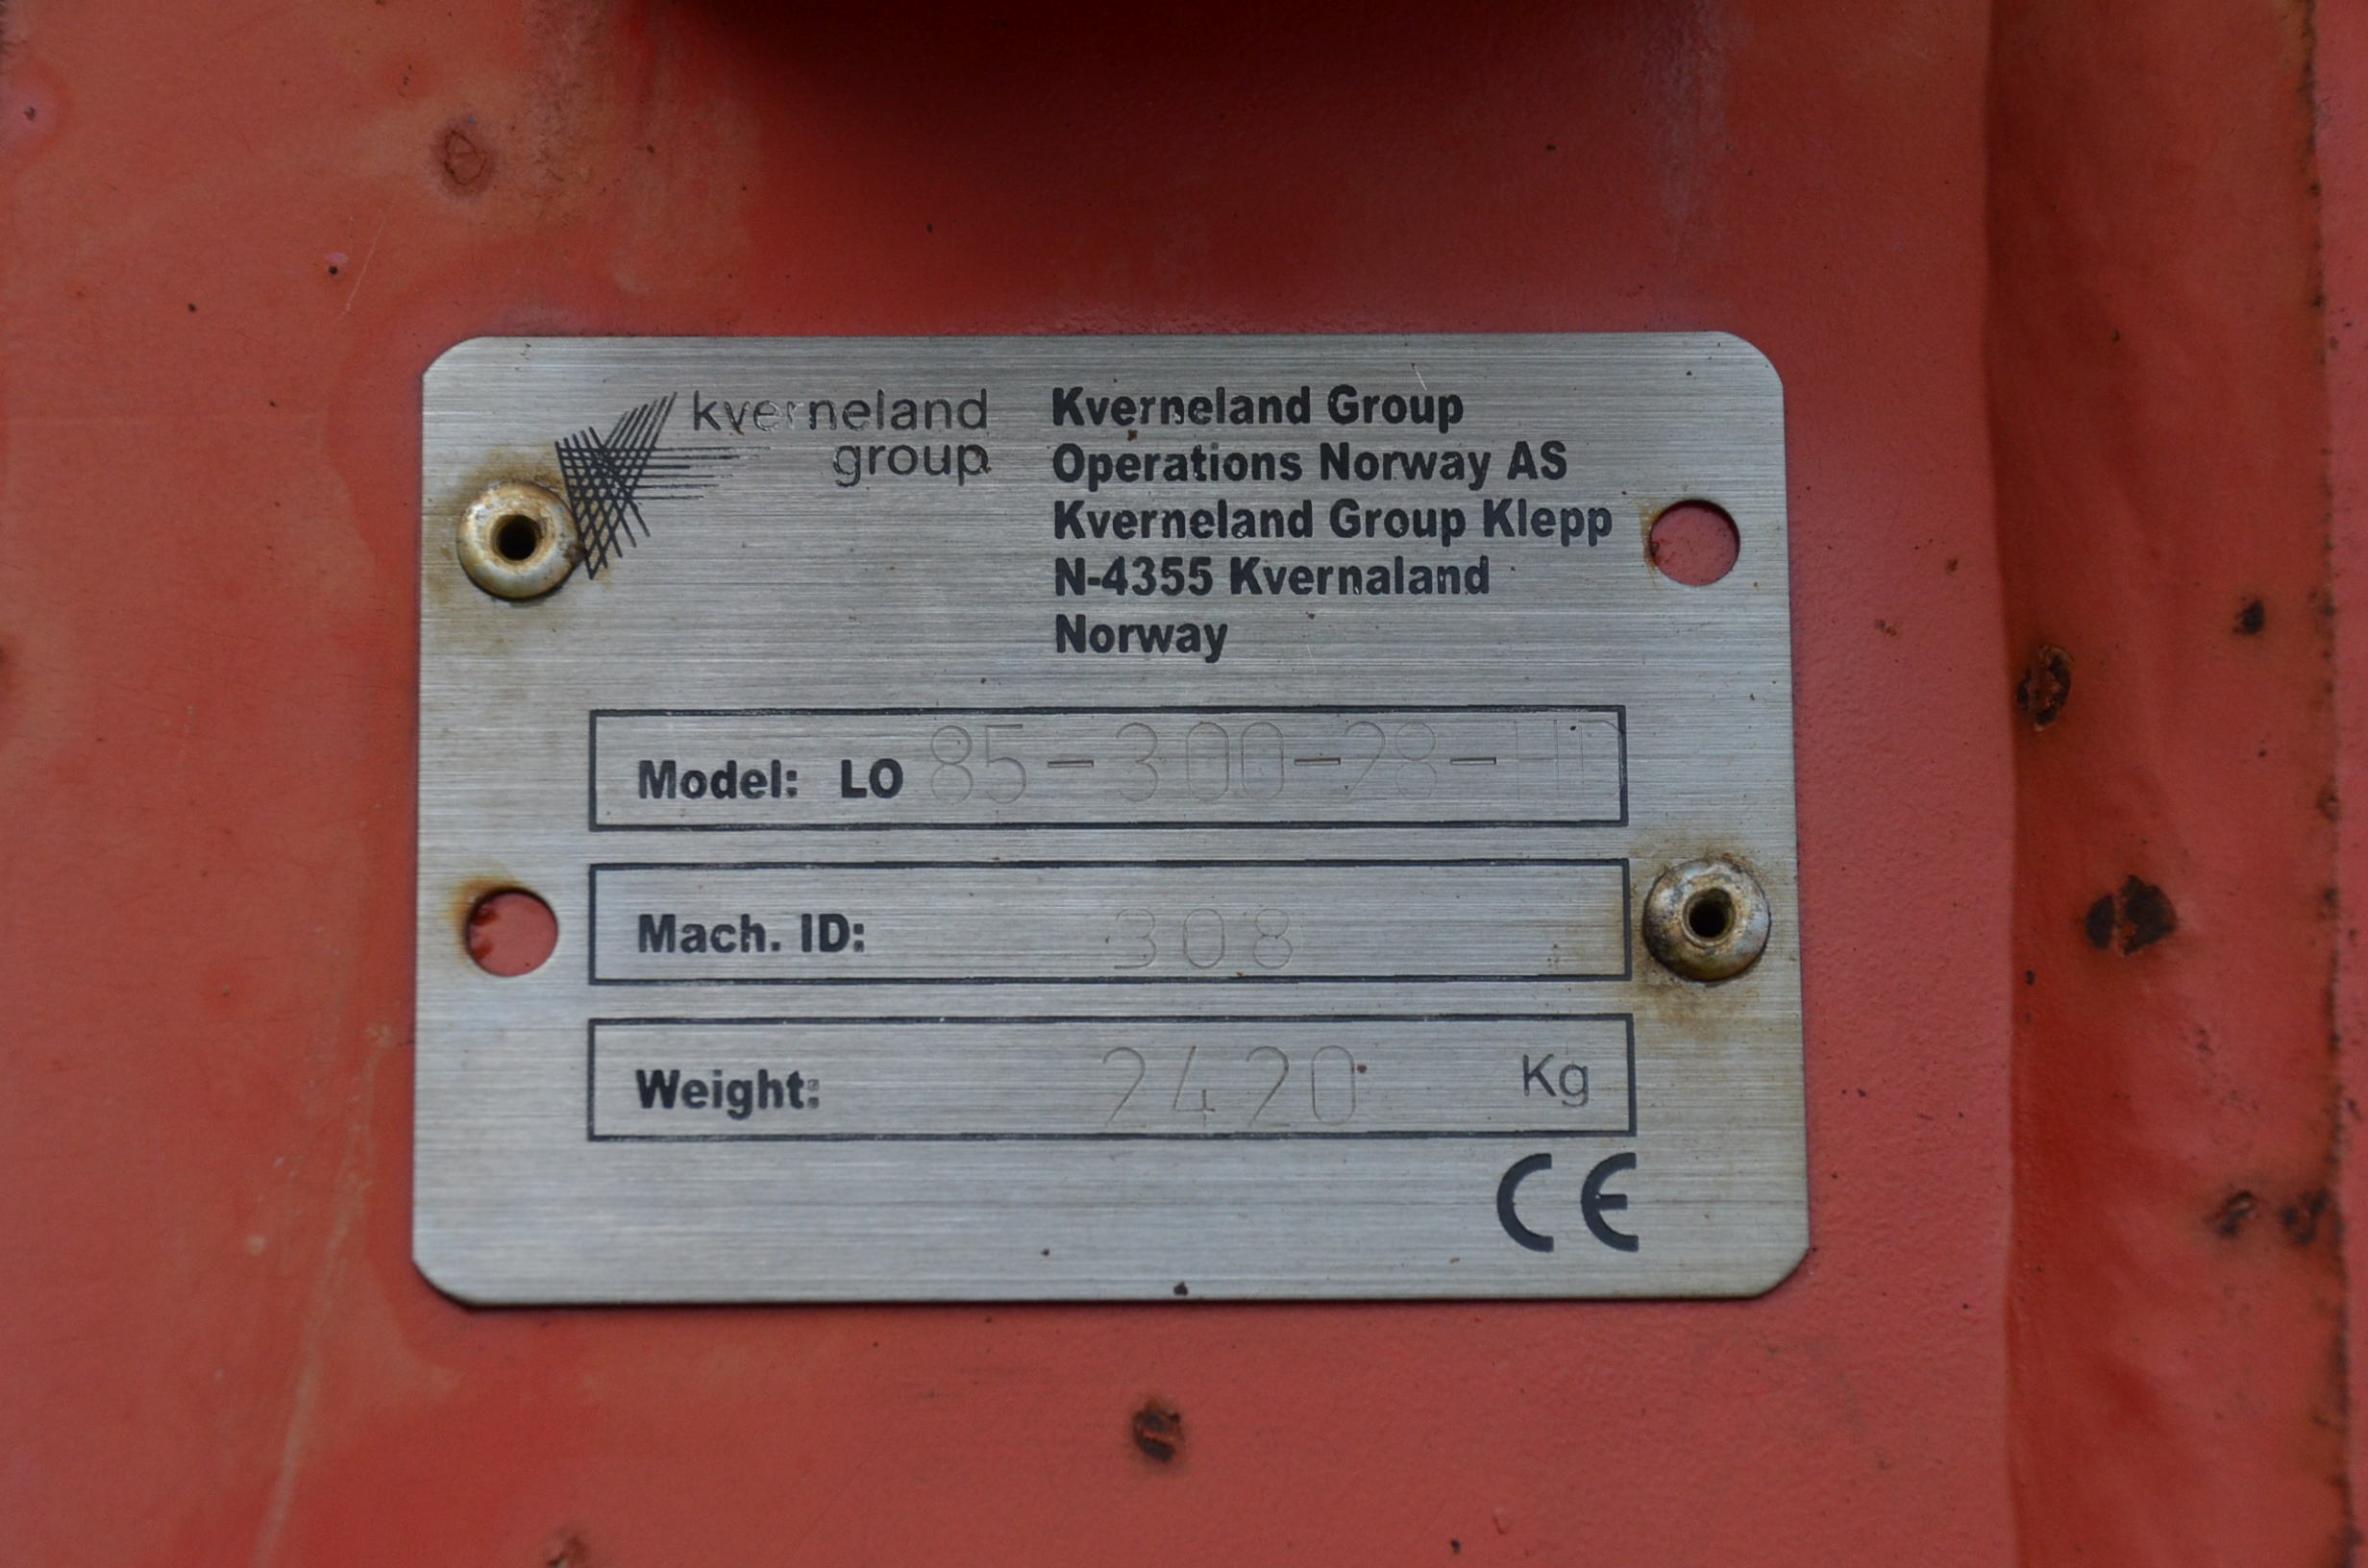 kverneland
group
Kverneland Group
Operations Norway AS
Kverneland Group Klepp
N-4355 Kvernaland
Norway
Model: LO 85-300-28-HD
Mach. ID: 308
Weight: 2420 Kg
CE